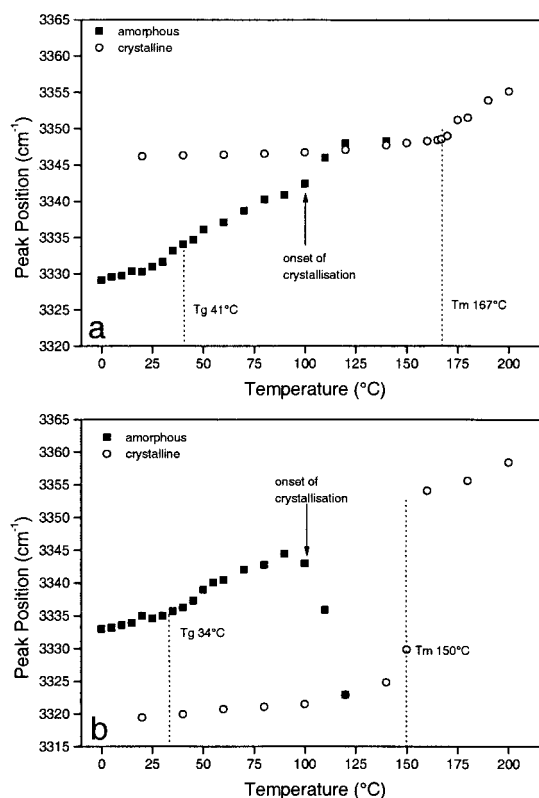 3365
3360
3355
3350
3345
3340
3335
3330
3325
3320
Peak Position (cm-1)
amorphous
crystalline
onset of
crystallisation
Tg 41°C
Tm 167°C
a
0 25 50 75 100 125 150 175 200
Temperature (°C)
3365
3360
3355
3350
3345
3340
3335
3330
3325
3320
3315
Peak Position (cm-1)
amorphous
crystalline
onset of
crystallisation
Tg 34°C
Tm 150°C
b
0 25 50 75 100 125 150 175 200
Temperature (°C)